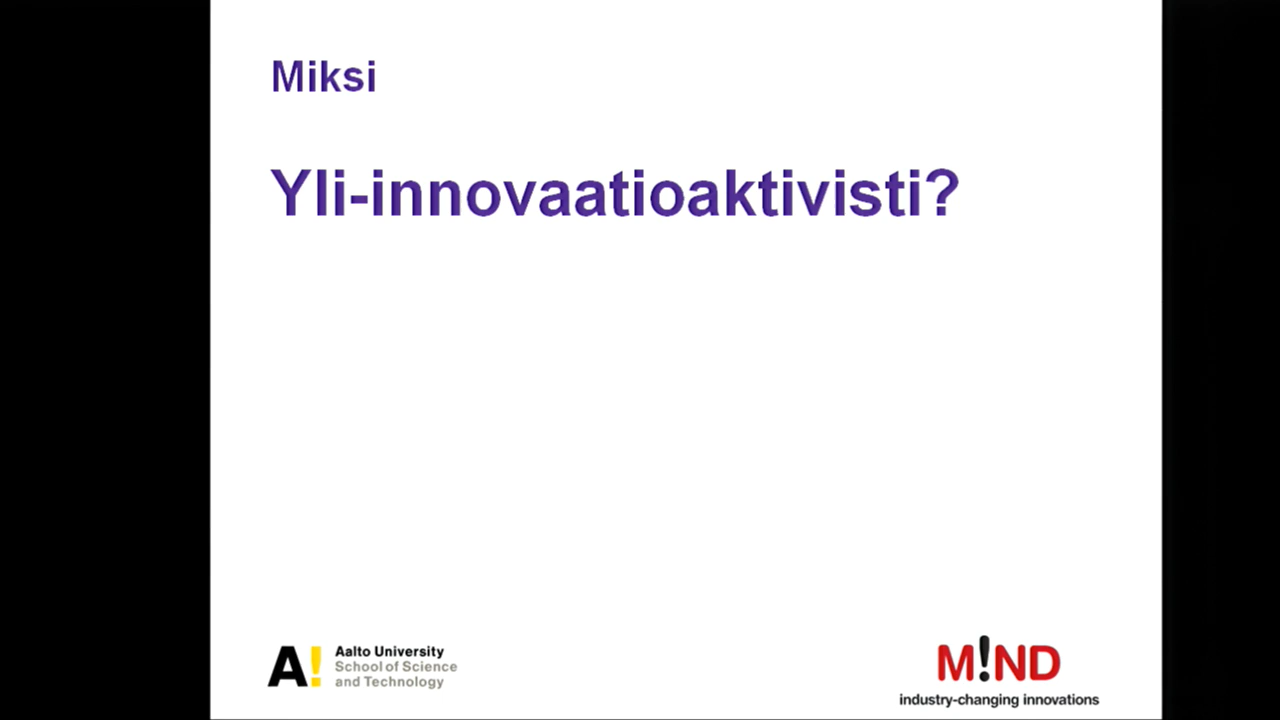 Miksi
Yli-innovaatioaktivisti?
A! Aalto University
School of Science
and Technology
M!ND
industry-changing innovations